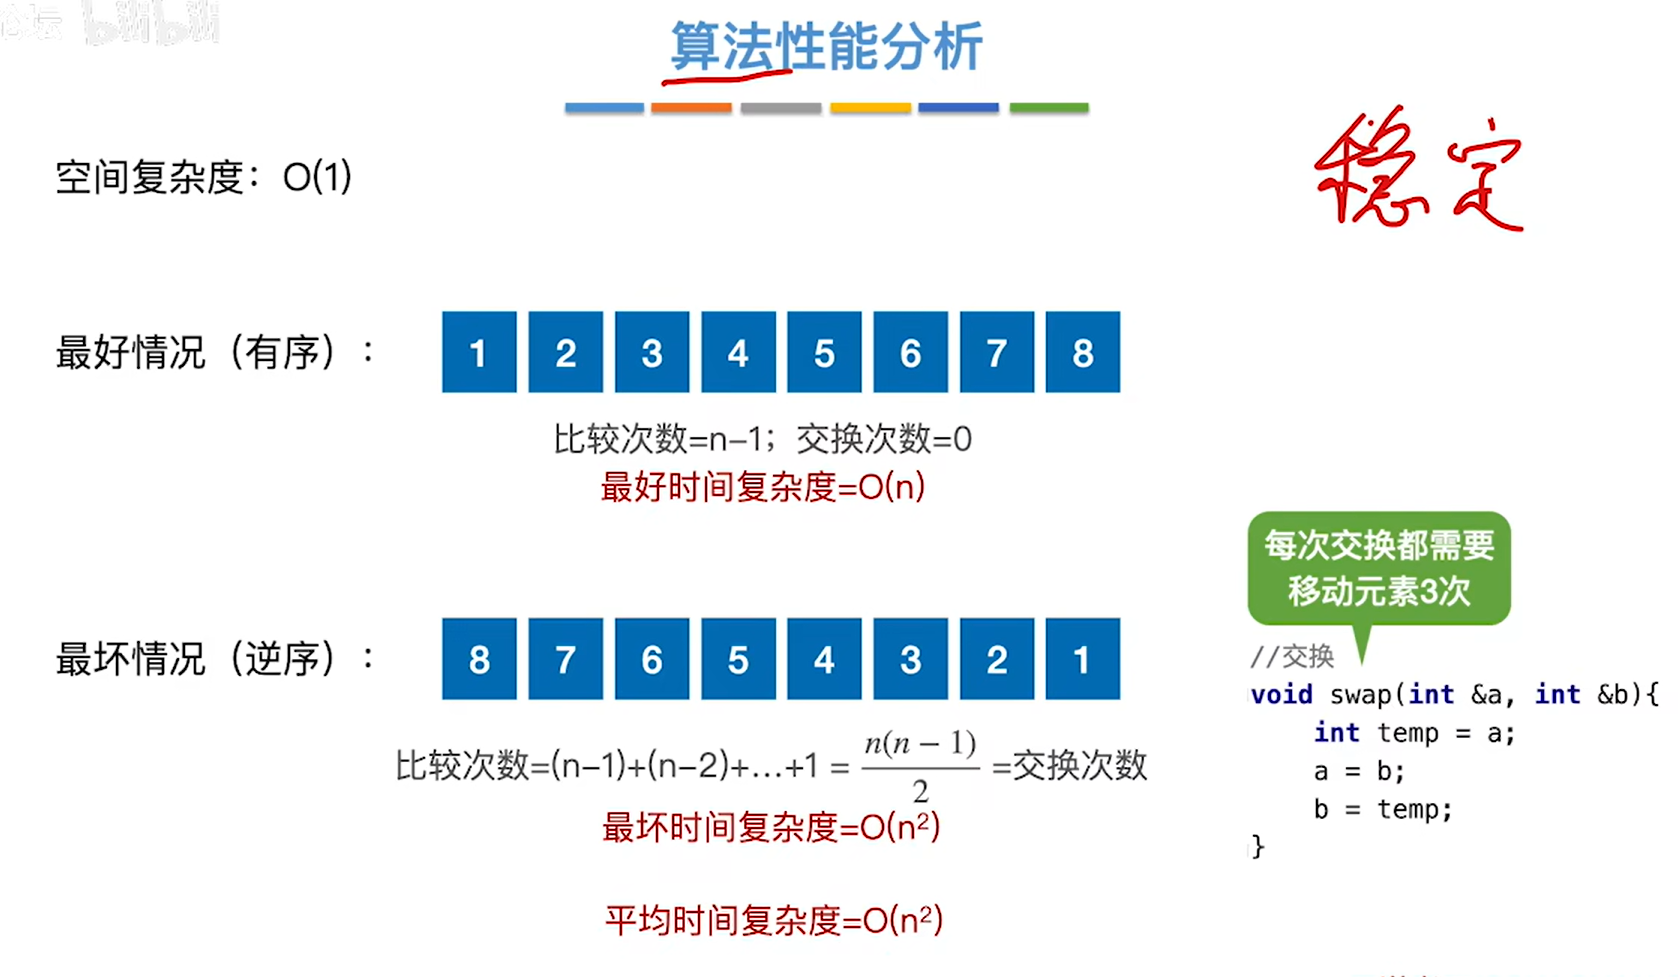 算法性能分析
稳定
空间复杂度：O(1)
最好情况（有序）：
1 2 3 4 5 6 7 8
比较次数=n-1；交换次数=0
最好时间复杂度=O(n)
每次交换都需要
移动元素3次
最坏情况（逆序）：
8 7 6 5 4 3 2 1
比较次数=(n-1)+(n-2)+…+1 = n(n − 1)/2 =交换次数
最坏时间复杂度=O(n²)
平均时间复杂度=O(n²)
//交换
void swap(int &a, int &b){
    int temp = a;
    a = b;
    b = temp;
}